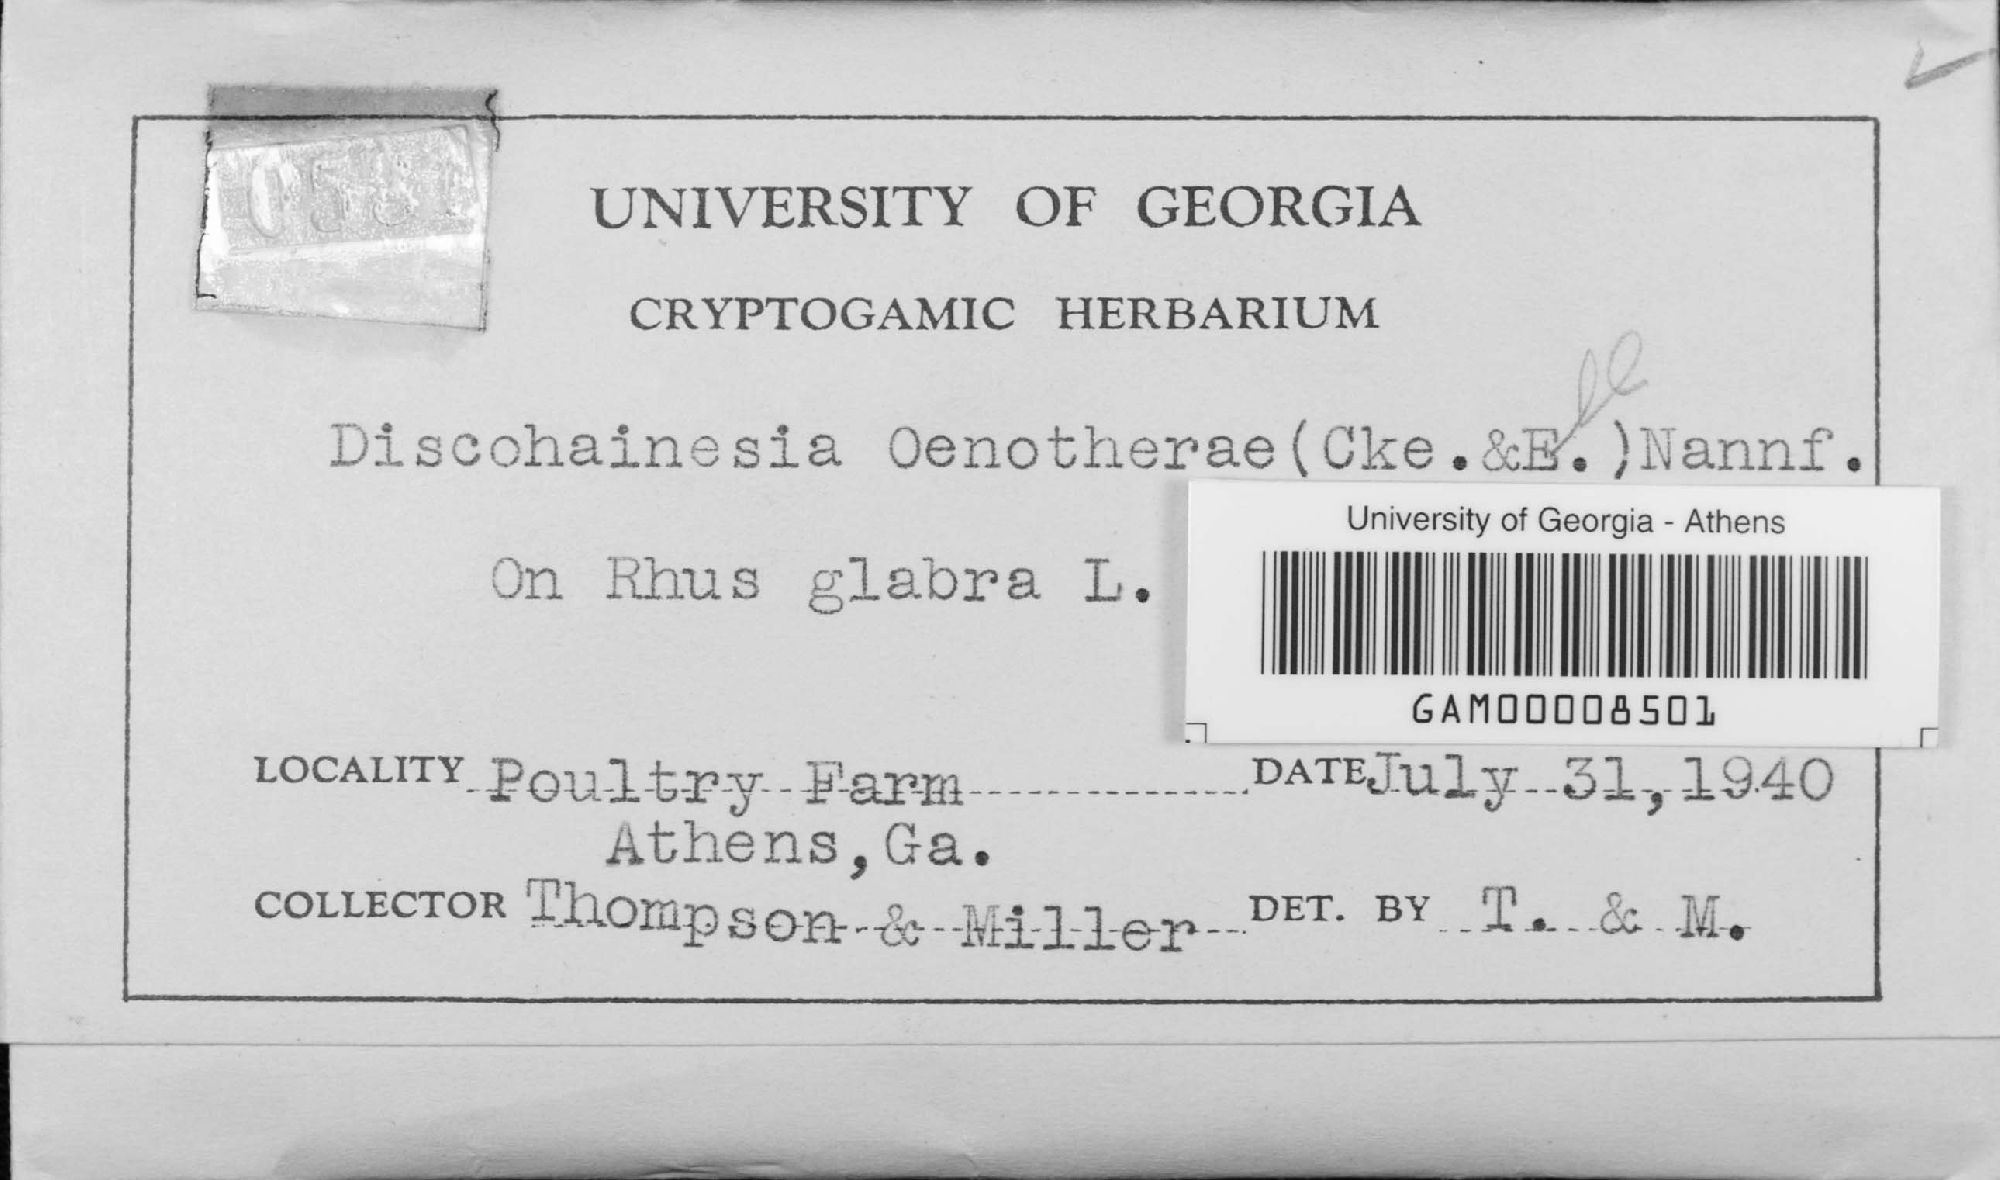 UNIVERSITY OF GEORGIA
CRYPTOGAMIC HERBARIUM
Discohainesia Oenotherae(Cke.&E.)Nannf.
ll
On Rhus glabra L.
University of Georgia - Athens
GAM00008501
LOCALITY Poultry Farm DATE July 31, 1940
Athens, Ga.
COLLECTOR Thompson & Miller DET. BY T. & M.